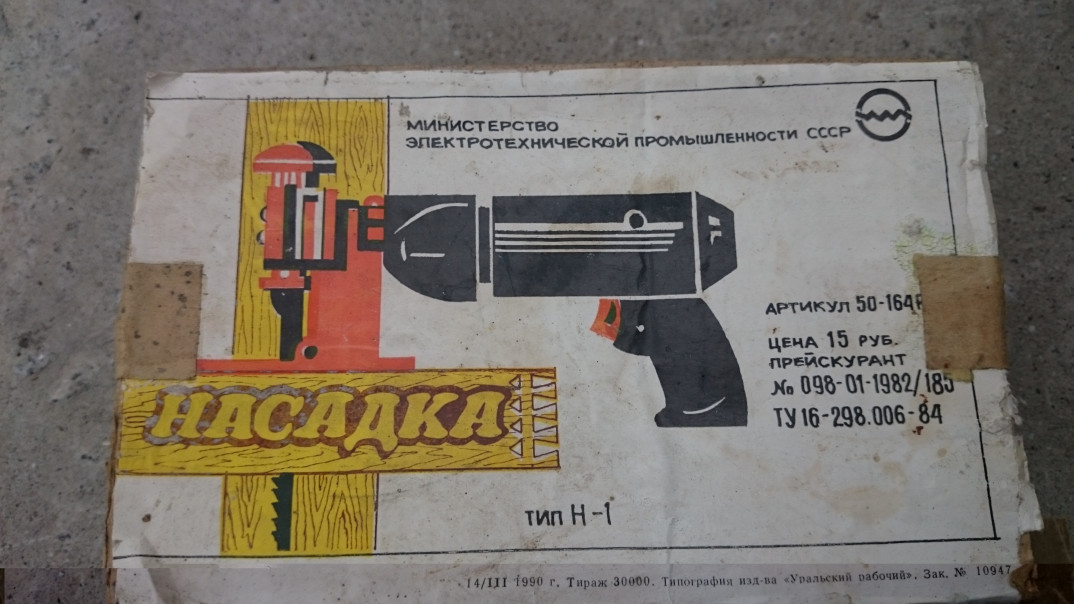 МИНИСТЕРСТВО
ЭЛЕКТРОТЕХНИЧЕСКОЙ ПРОМЫШЛЕННОСТИ СССР
АРТИКУЛ 50-164
ЦЕНА 15 РУБ.
ПРЕЙСКУРАНТ
№ 098-01-1982/185
ТУ 16-298.006-84
НАСАДКА
тип Н-1
14/III 1990 г. Тираж 30000. Типография изд-ва «Уральский рабочий». Зак. № 10947